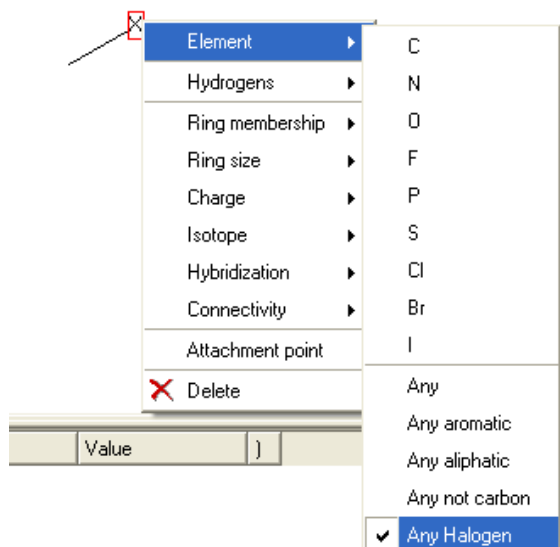 X
Element
Hydrogens
Ring membership
Ring size
Charge
Isotope
Hybridization
Connectivity
Attachment point
Delete
C
N
O
F
P
S
Cl
Br
I
Any
Any aromatic
Any aliphatic
Any not carbon
Any Halogen
Value )